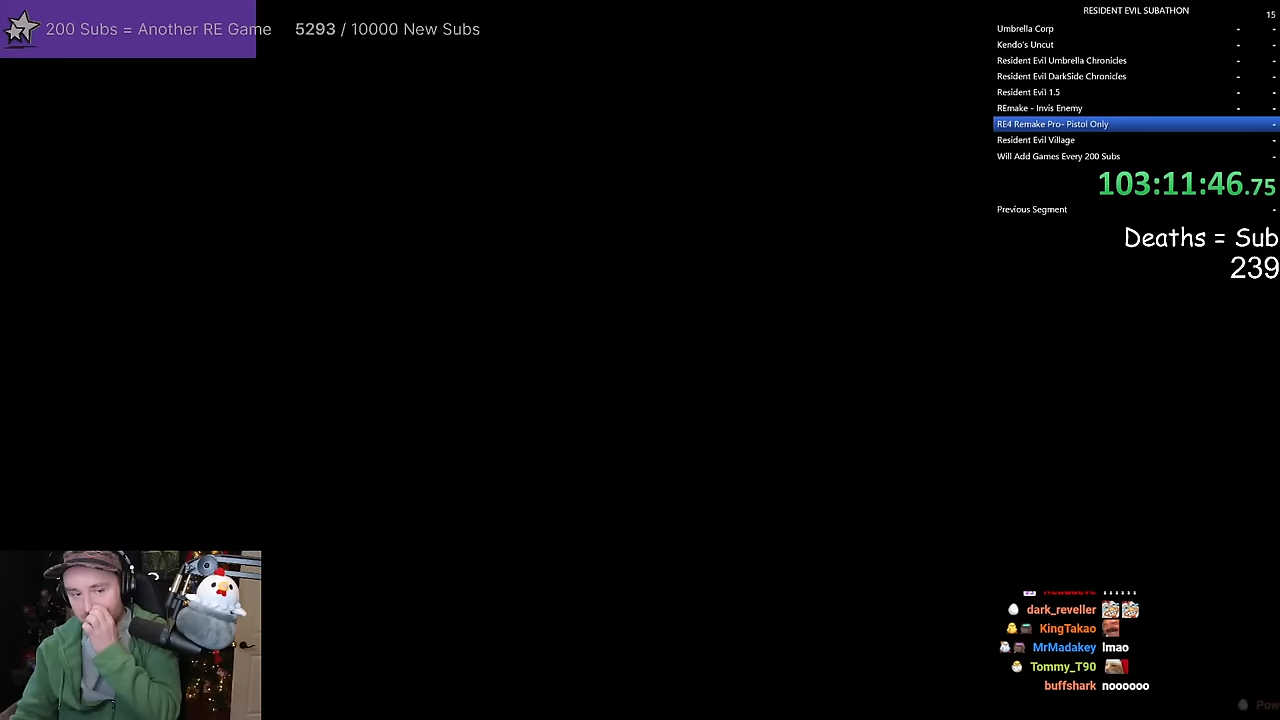 200 Subs = Another RE Game 5293 / 10000 New Subs
RESIDENT EVIL SUBATHON
15
Umbrella Corp - -
Kendo's Uncut - -
Resident Evil Umbrella Chronicles - -
Resident Evil DarkSide Chronicles - -
Resident Evil 1.5 - -
REmake - Invis Enemy - -
RE4 Remake Pro- Pistol Only -
Resident Evil Village -
Will Add Games Every 200 Subs -
103:11:46.75
Previous Segment -
Deaths = Sub
239
dark_reveller
KingTakao
MrMadakey lmao
Tommy_T90
buffshark noooooo
Pow